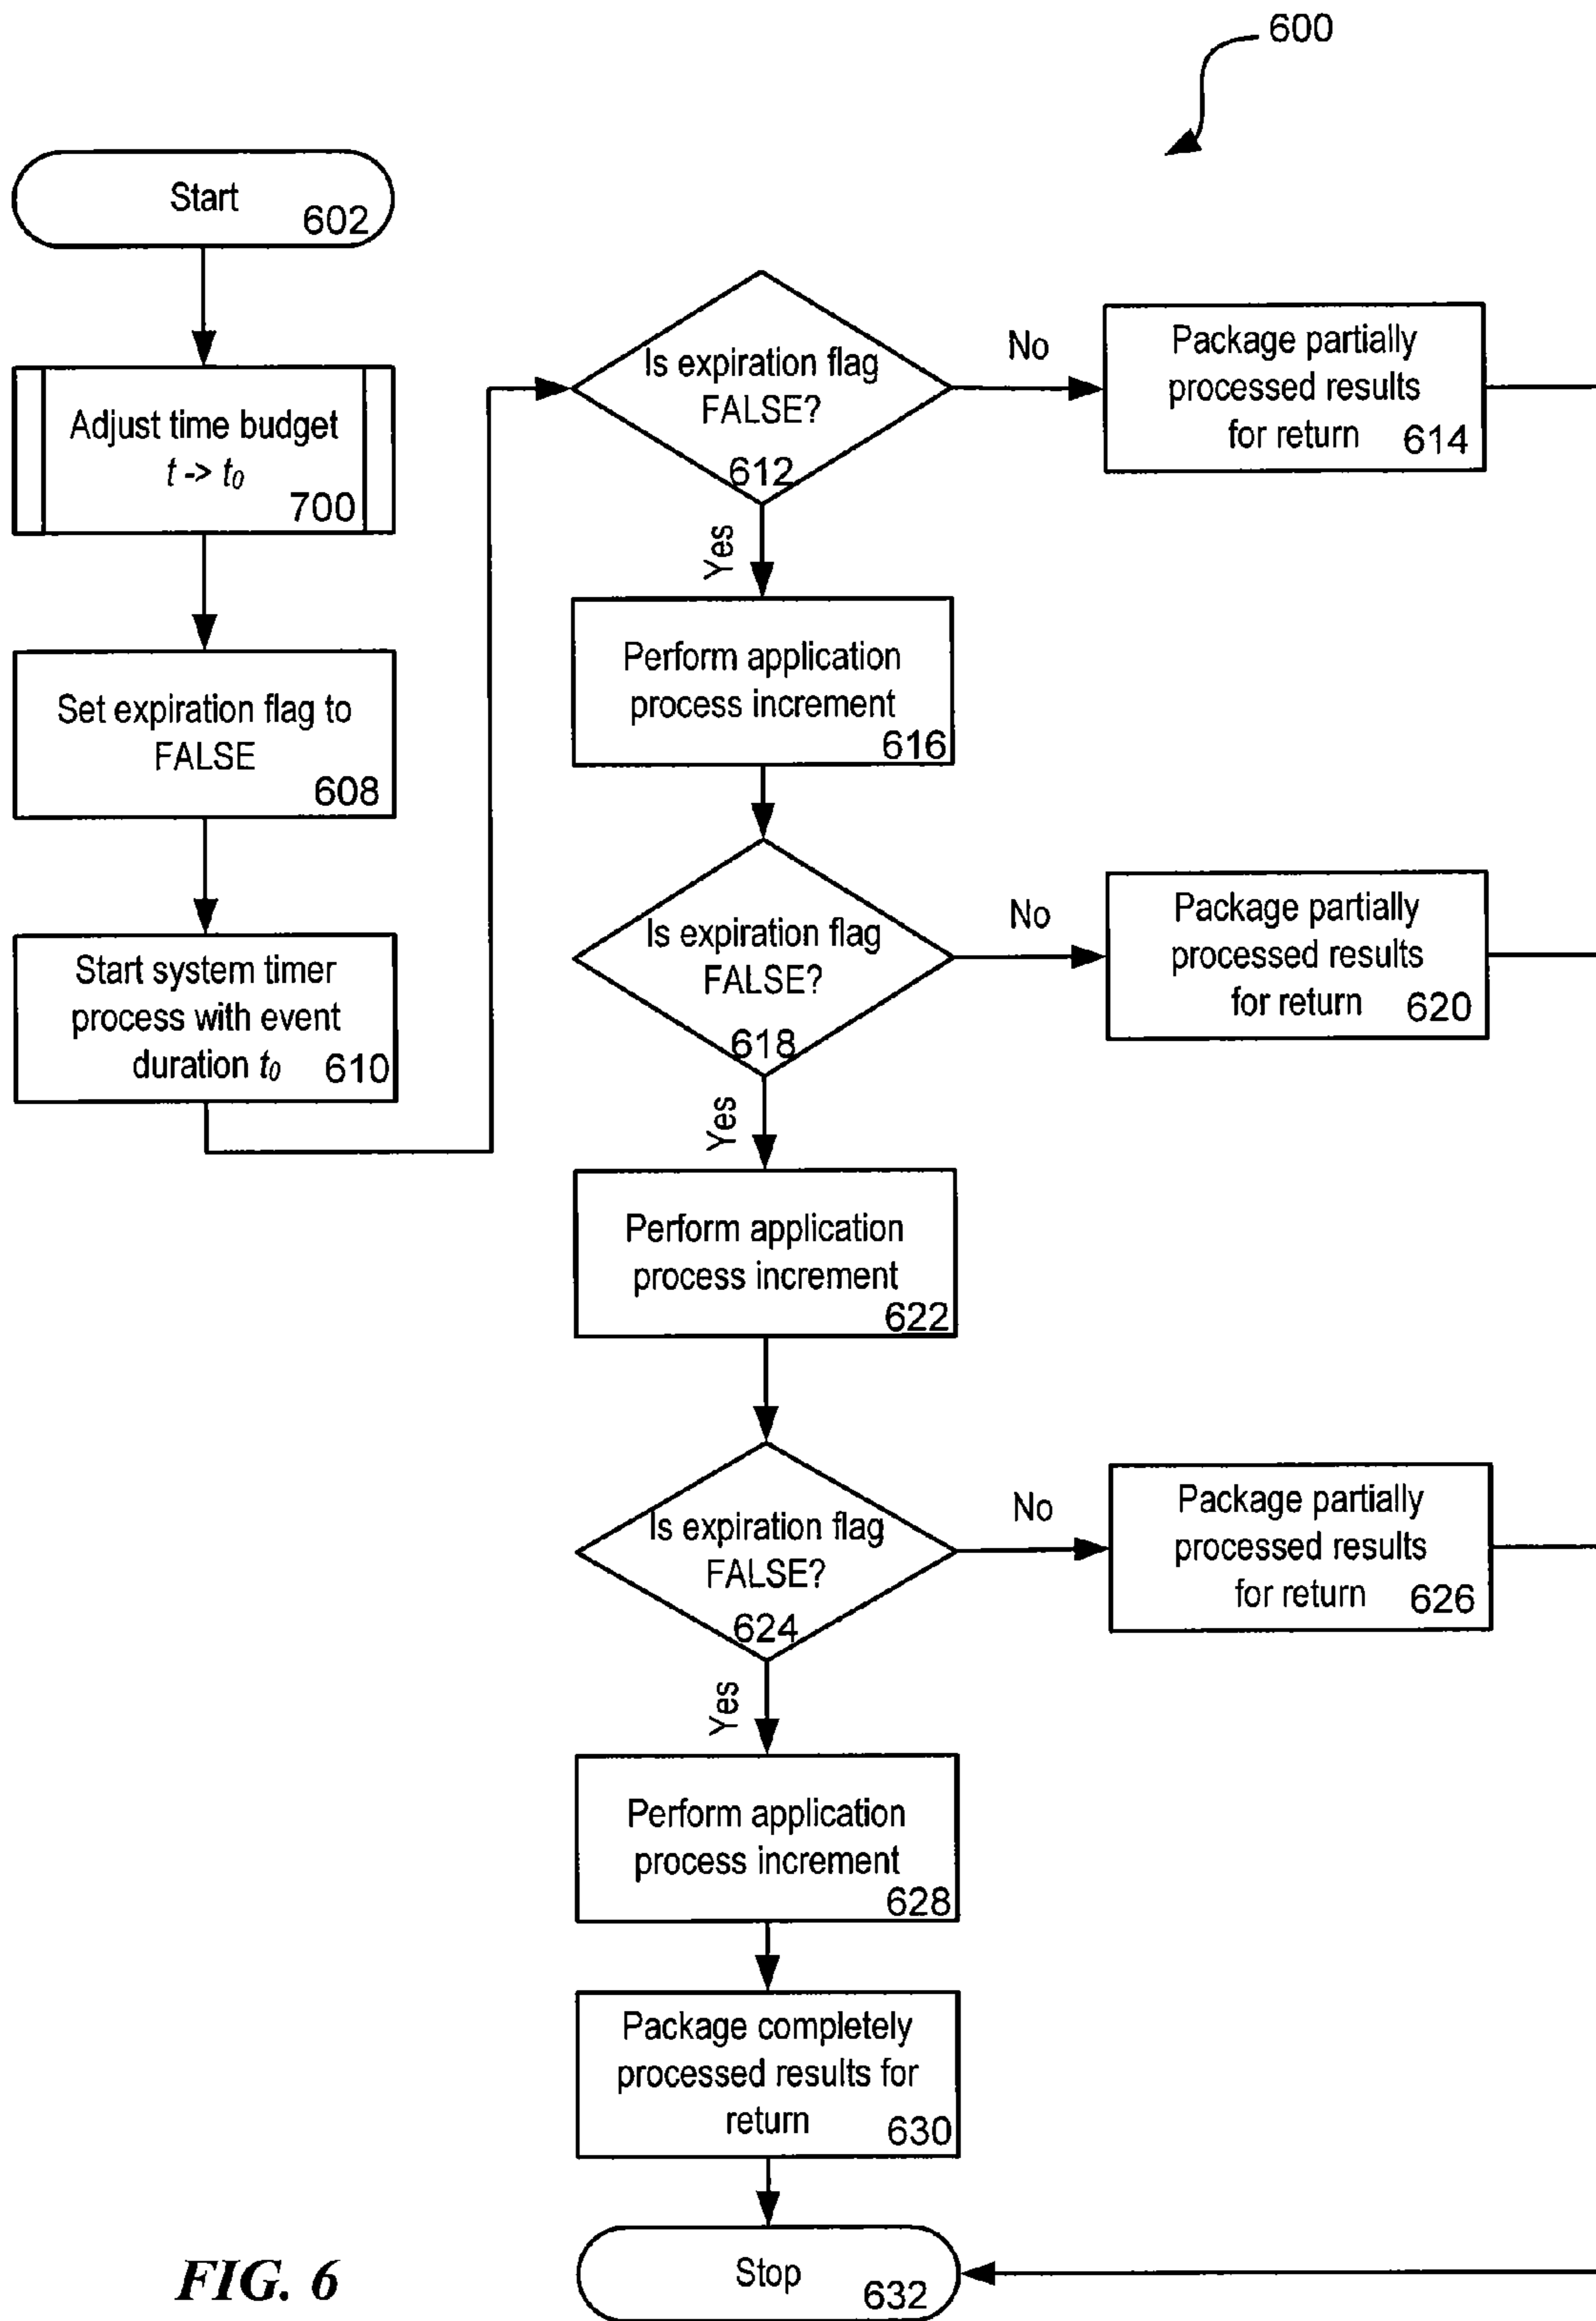 600
Start
602
Adjust time budget
t -> t0
700
Set expiration flag to
FALSE
608
Start system timer
process with event
duration t0 610
Is expiration flag
FALSE?
612
No
Package partially
processed results
for return 614
Yes
Perform application
process increment
616
Is expiration flag
FALSE?
618
No
Package partially
processed results
for return 620
Yes
Perform application
process increment
622
Is expiration flag
FALSE?
624
No
Package partially
processed results
for return 626
Yes
Perform application
process increment
628
Package completely
processed results for
return 630
Stop
632
FIG. 6